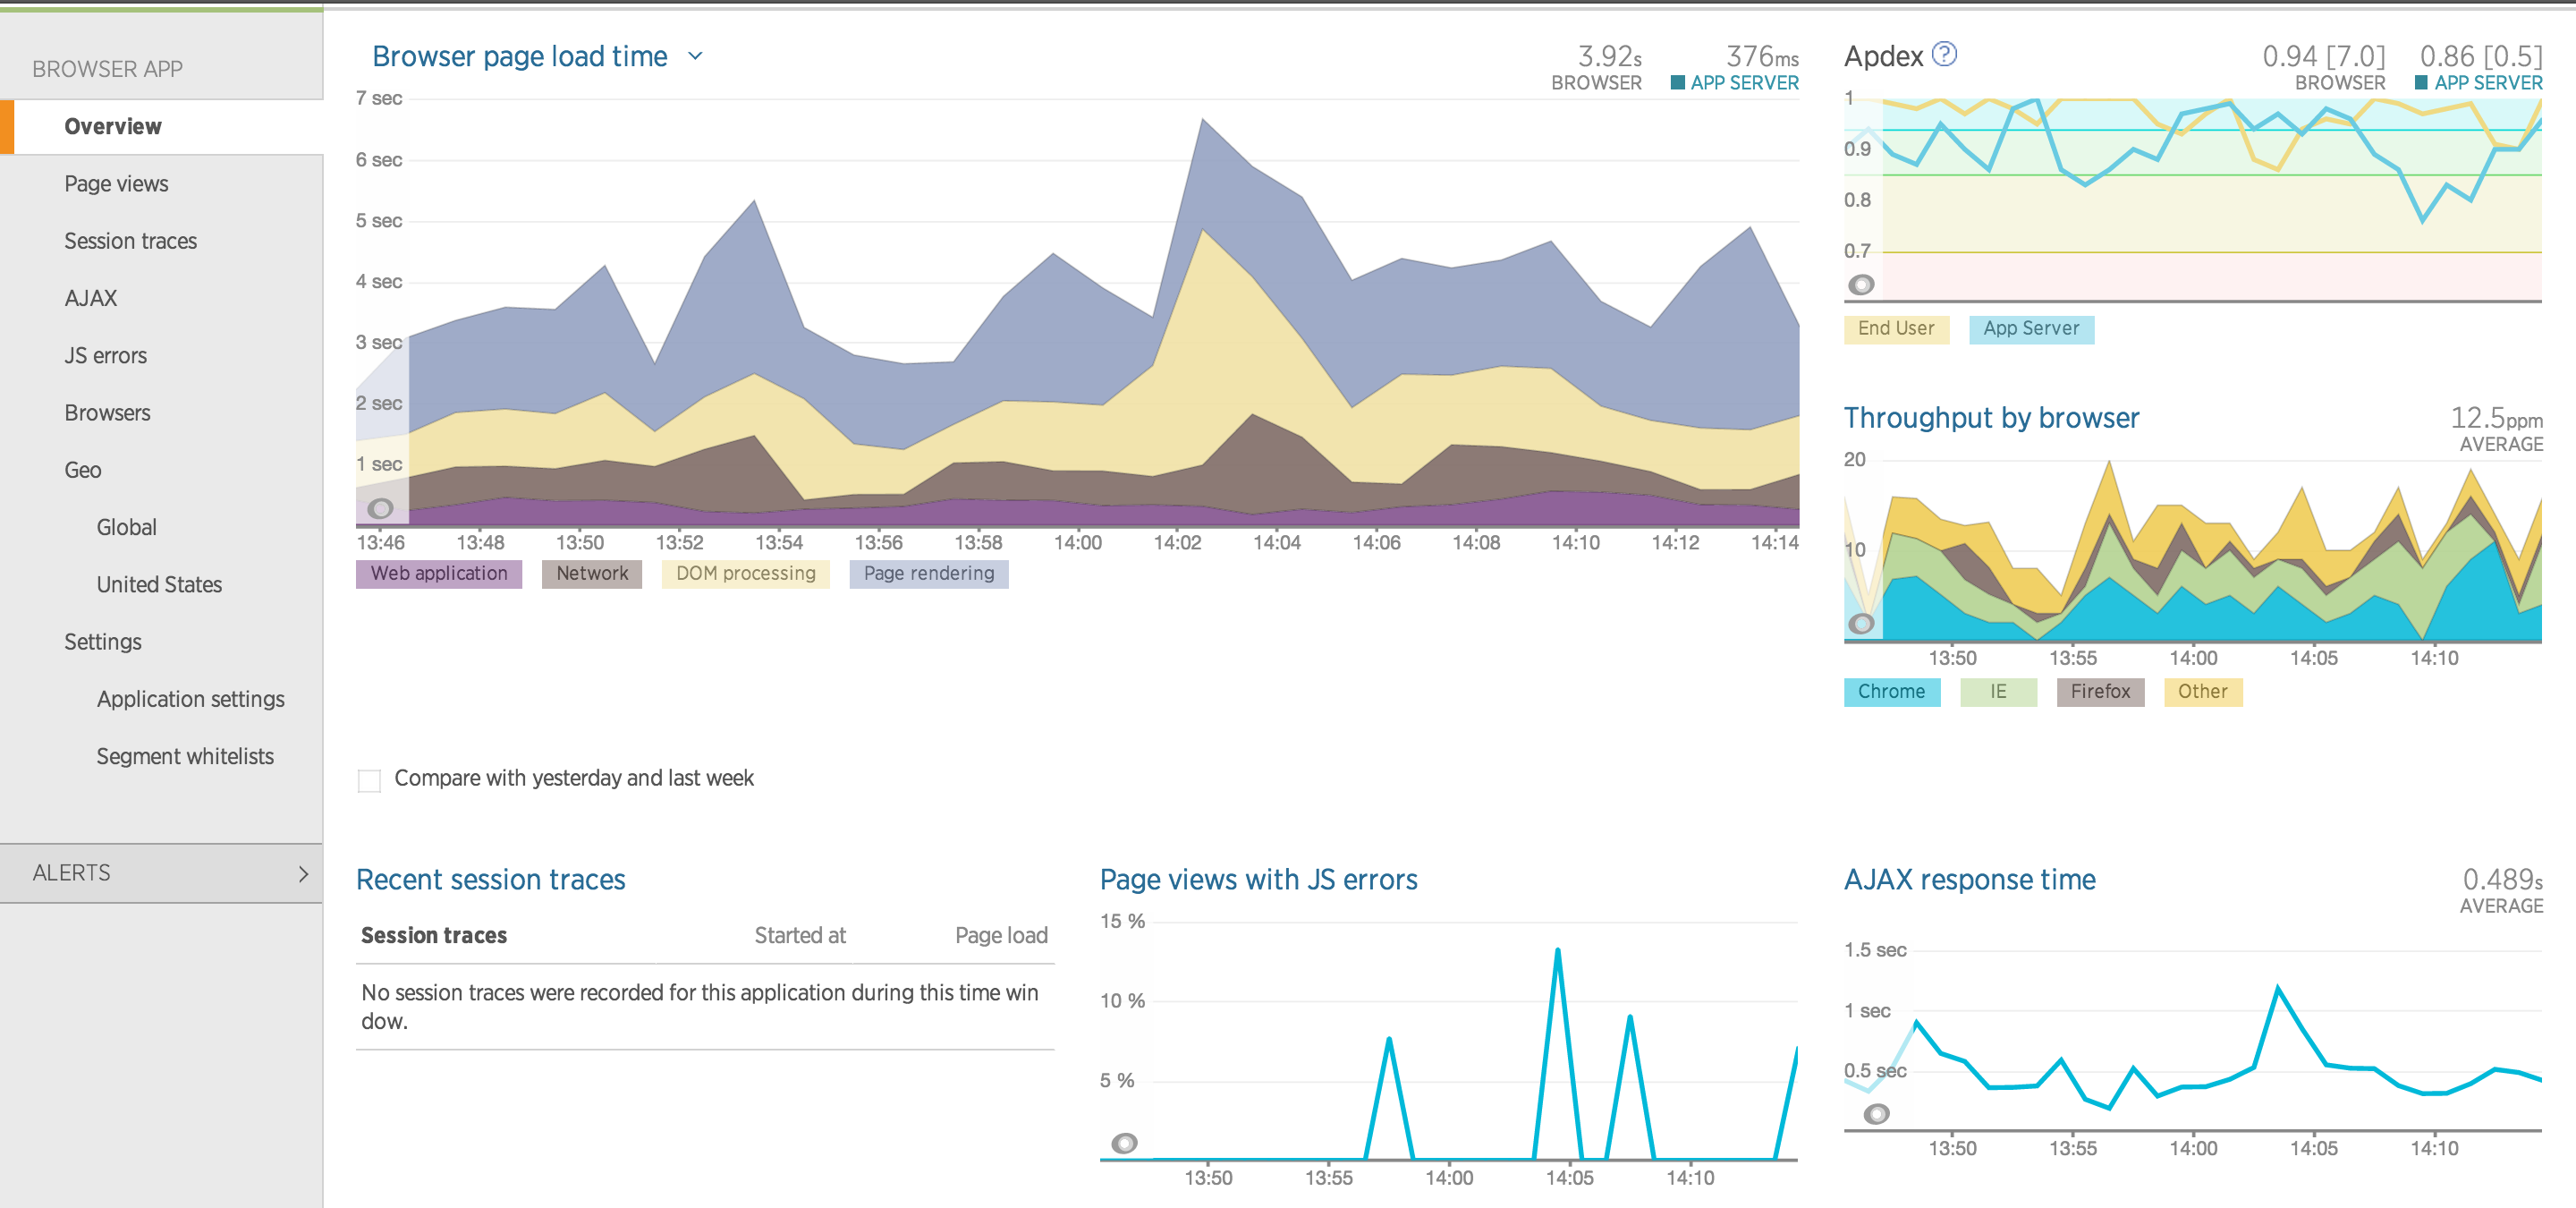 BROWSER APP
Overview
Page views
Session traces
AJAX
JS errors
Browsers
Geo
Global
United States
Settings
Application settings
Segment whitelists
ALERTS
Browser page load time
3.92s
BROWSER
376ms
APP SERVER
7 sec
6 sec
5 sec
4 sec
3 sec
2 sec
1 sec
13:46 13:48 13:50 13:52 13:54 13:56 13:58 14:00 14:02 14:04 14:06 14:08 14:10 14:12 14:14
Web application Network DOM processing Page rendering
Compare with yesterday and last week
Apdex ?
0.94 [7.0]
BROWSER
0.86 [0.5]
APP SERVER
1
0.9
0.8
0.7
End User App Server
Throughput by browser
12.5ppm
AVERAGE
20
10
13:50 13:55 14:00 14:05 14:10
Chrome IE Firefox Other
Recent session traces
Session traces Started at Page load
No session traces were recorded for this application during this time win
dow.
Page views with JS errors
15 %
10 %
5 %
13:50 13:55 14:00 14:05 14:10
AJAX response time
0.489s
AVERAGE
1.5 sec
1 sec
0.5 sec
13:50 13:55 14:00 14:05 14:10